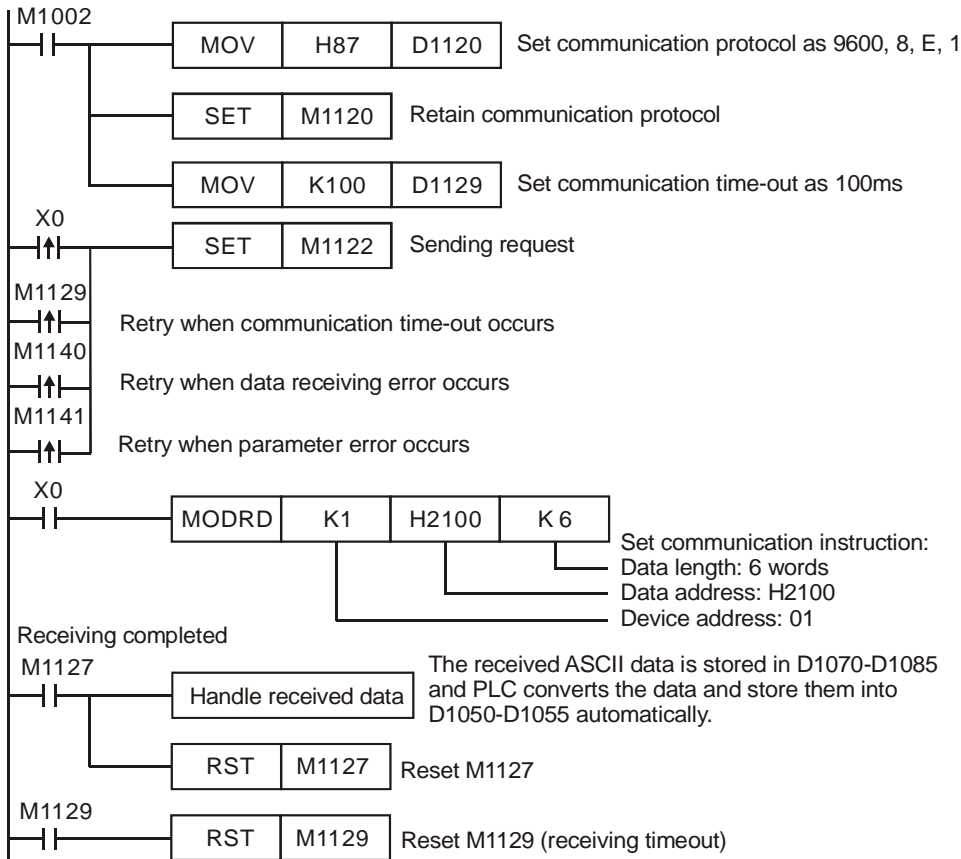 M1002
MOV H87 D1120 Set communication protocol as 9600, 8, E, 1
SET M1120 Retain communication protocol
MOV K100 D1129 Set communication time-out as 100ms
X0
SET M1122 Sending request
M1129
Retry when communication time-out occurs
M1140
Retry when data receiving error occurs
M1141
Retry when parameter error occurs
X0
MODRD K1 H2100 K 6
Set communication instruction:
Data length: 6 words
Data address: H2100
Device address: 01
Receiving completed
M1127
Handle received data
The received ASCII data is stored in D1070-D1085
and PLC converts the data and store them into
D1050-D1055 automatically.
RST M1127 Reset M1127
M1129
RST M1129 Reset M1129 (receiving timeout)